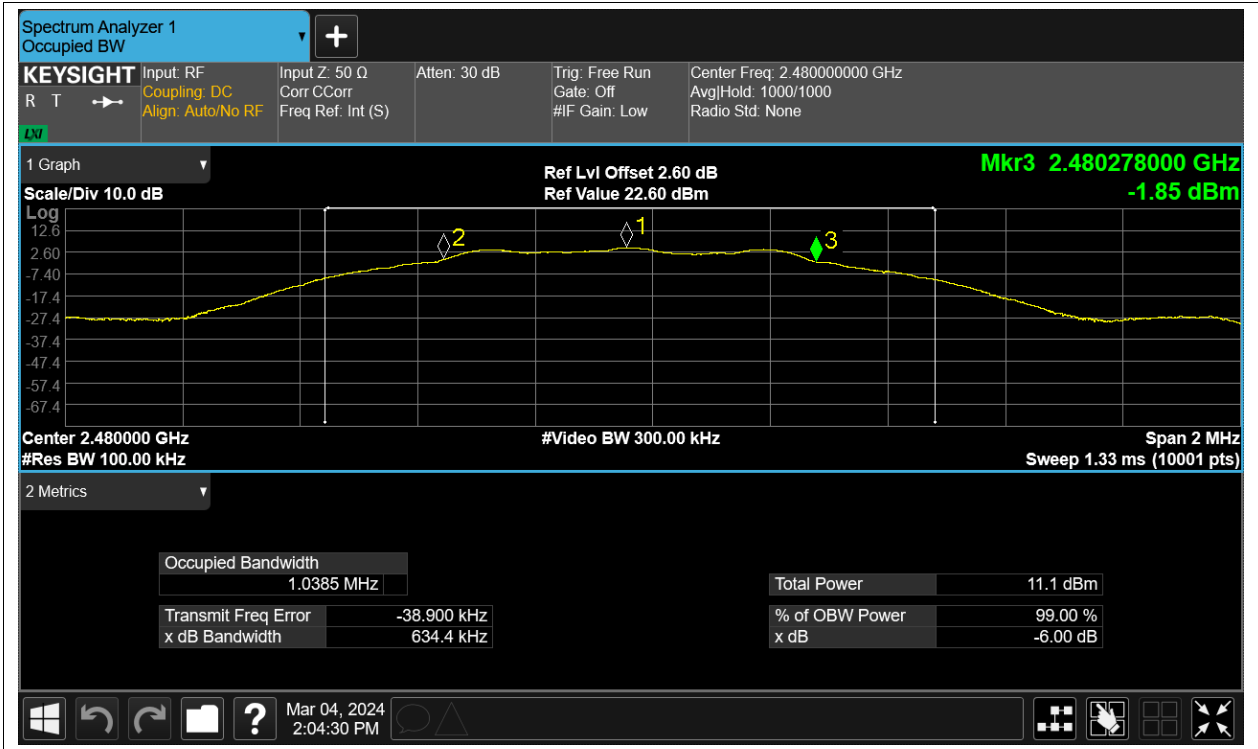 Spectrum Analyzer 1
Occupied BW
KEYSIGHT
R T
LXI
Input: RF
Coupling: DC
Align: Auto/No RF
Input Z: 50 Ω
Corr CCorr
Freq Ref: Int (S)
Atten: 30 dB
Trig: Free Run
Gate: Off
#IF Gain: Low
Center Freq: 2.480000000 GHz
Avg|Hold: 1000/1000
Radio Std: None
1 Graph
Scale/Div 10.0 dB
Ref Lvl Offset 2.60 dB
Ref Value 22.60 dBm
Mkr3 2.480278000 GHz
-1.85 dBm
Log
12.6
2.60
-7.40
-17.4
-27.4
-37.4
-47.4
-57.4
-67.4
2
1
3
Center 2.480000 GHz
#Res BW 100.00 kHz
#Video BW 300.00 kHz
Span 2 MHz
Sweep 1.33 ms (10001 pts)
2 Metrics
Occupied Bandwidth
1.0385 MHz
Transmit Freq Error -38.900 kHz
x dB Bandwidth 634.4 kHz
Total Power 11.1 dBm
% of OBW Power 99.00 %
x dB -6.00 dB
?
Mar 04, 2024
2:04:30 PM